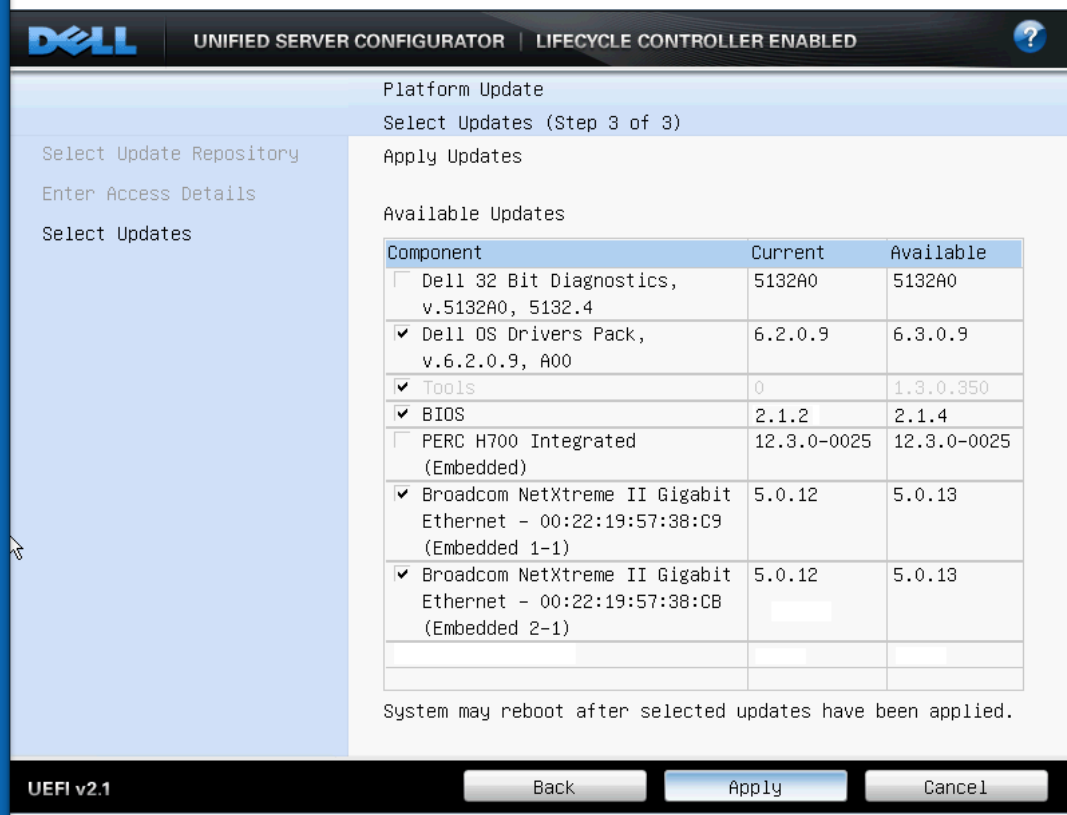 DELL UNIFIED SERVER CONFIGURATOR | LIFECYCLE CONTROLLER ENABLED ?
Platform Update
Select Updates (Step 3 of 3)
Select Update Repository
Enter Access Details
Select Updates
Apply Updates
Available Updates
Component Current Available
Dell 32 Bit Diagnostics, 5132A0 5132A0
v.5132A0, 5132.4
Dell OS Drivers Pack, 6.2.0.9 6.3.0.9
v.6.2.0.9, A00
Tools 0 1.3.0.350
BIOS 2.1.2 2.1.4
PERC H700 Integrated 12.3.0-0025 12.3.0-0025
(Embedded)
Broadcom NetXtreme II Gigabit 5.0.12 5.0.13
Ethernet - 00:22:19:57:38:C9
(Embedded 1-1)
Broadcom NetXtreme II Gigabit 5.0.12 5.0.13
Ethernet - 00:22:19:57:38:CB
(Embedded 2-1)
System may reboot after selected updates have been applied.
UEFI v2.1 Back Apply Cancel